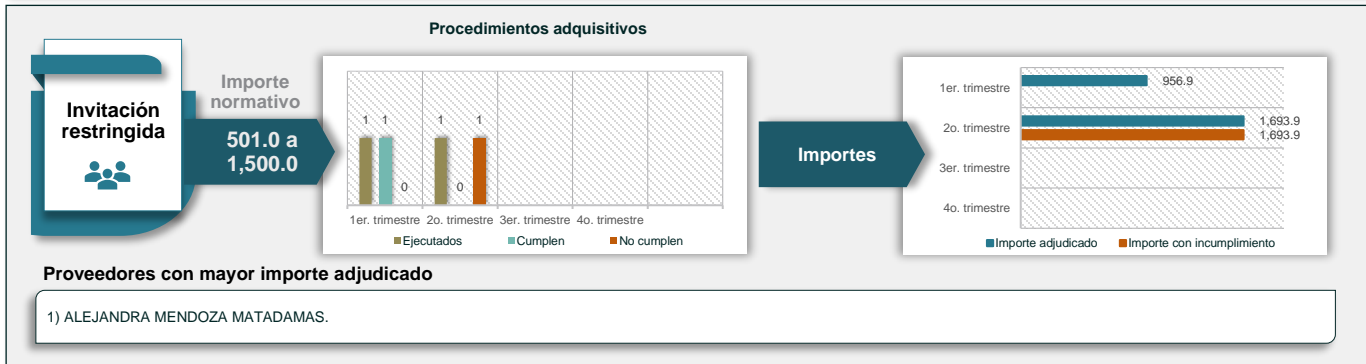 Procedimientos adquisitivos
Invitación
restringida
Importe
normativo
501.0 a
1,500.0
1 1
0
1
0
1
1er. trimestre 2o. trimestre 3er. trimestre 4o. trimestre
Ejecutados Cumplen No cumplen
Importes
1er. trimestre 956.9
2o. trimestre 1,693.9
1,693.9
3er. trimestre
4o. trimestre
Importe adjudicado Importe con incumplimiento
Proveedores con mayor importe adjudicado
1) ALEJANDRA MENDOZA MATADAMAS.